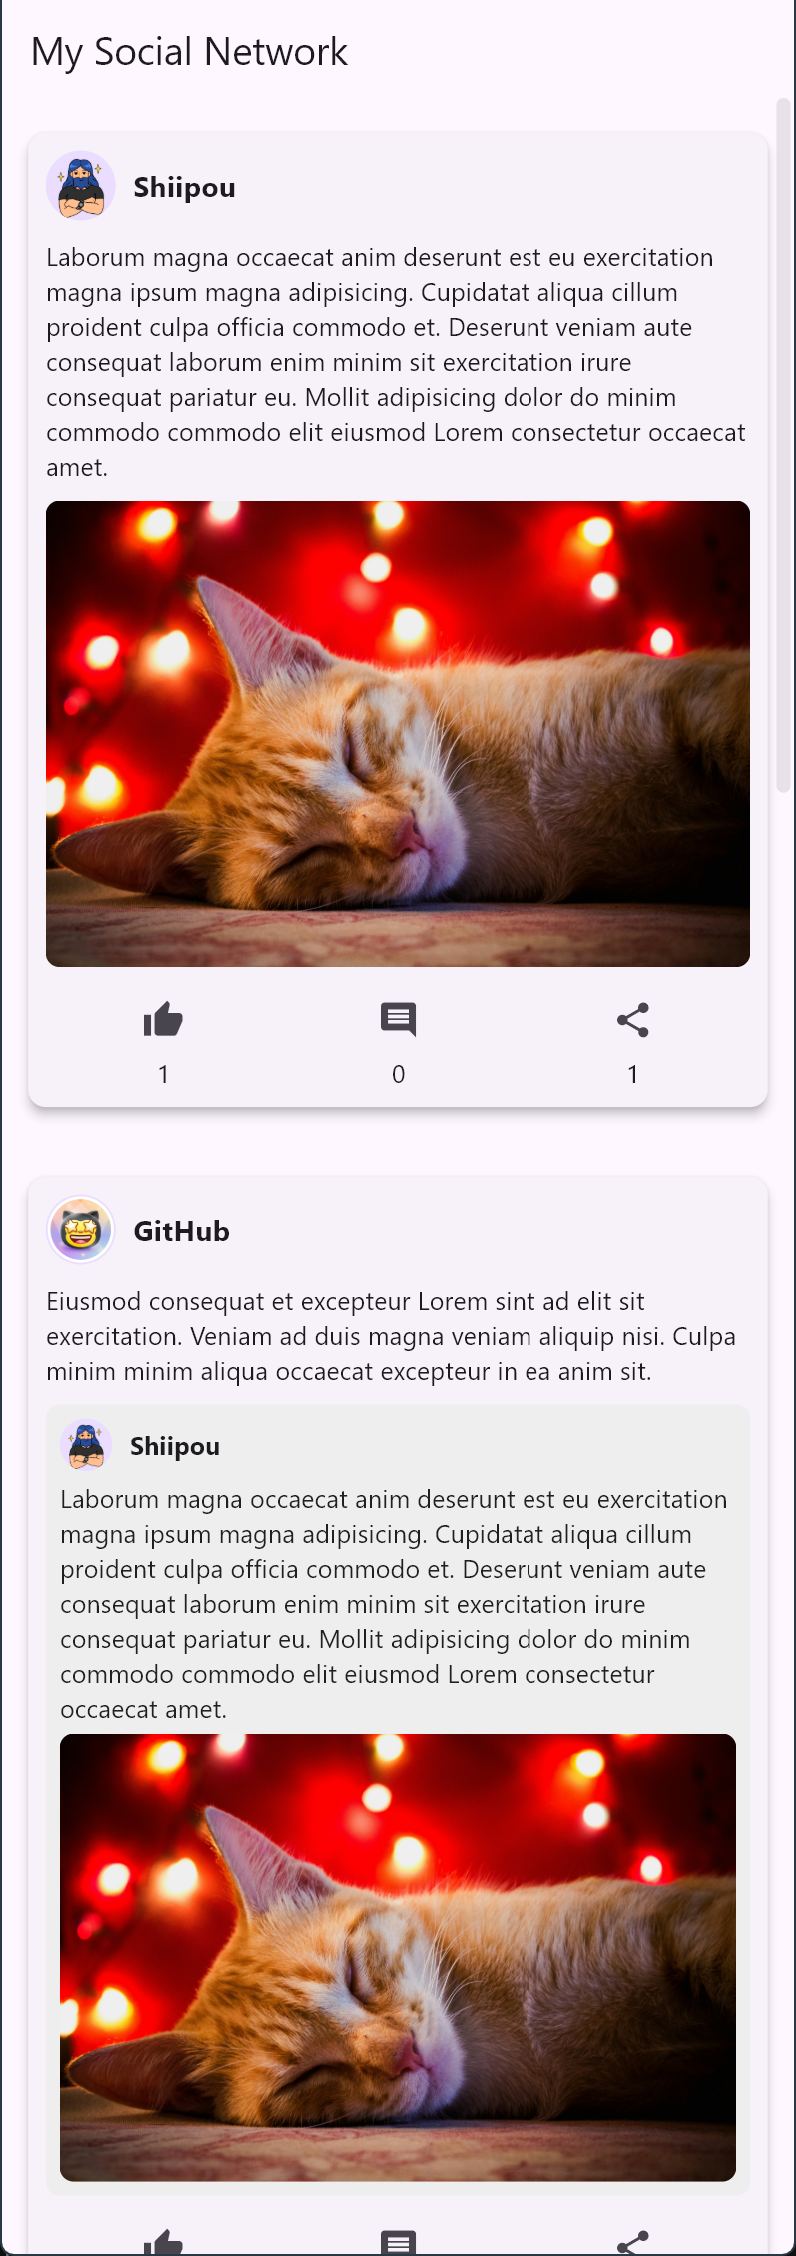 My Social Network
Shiipou
Laborum magna occaecat anim deserunt est eu exercitation
magna ipsum magna adipisicing. Cupidatat aliqua cillum
proident culpa officia commodo et. Deserunt veniam aute
consequat laborum enim minim sit exercitation irure
consequat pariatur eu. Mollit adipisicing dolor do minim
commodo commodo elit eiusmod Lorem consectetur occaecat
amet.
1 0 1
GitHub
Eiusmod consequat et excepteur Lorem sint ad elit sit
exercitation. Veniam ad duis magna veniam aliquip nisi. Culpa
minim minim aliqua occaecat excepteur in ea anim sit.
Shiipou
Laborum magna occaecat anim deserunt est eu exercitation
magna ipsum magna adipisicing. Cupidatat aliqua cillum
proident culpa officia commodo et. Deserunt veniam aute
consequat laborum enim minim sit exercitation irure
consequat pariatur eu. Mollit adipisicing dolor do minim
commodo commodo elit eiusmod Lorem consectetur
occaecat amet.